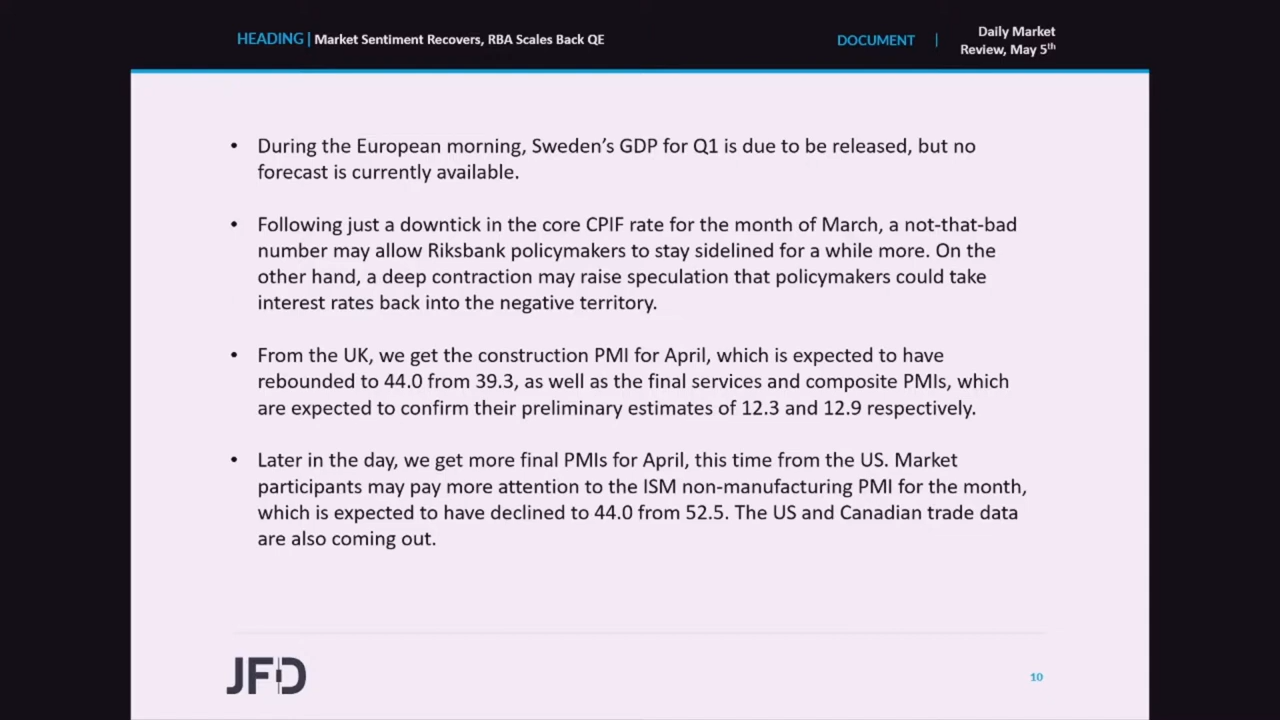 HEADING | Market Sentiment Recovers, RBA Scales Back QE
DOCUMENT |
Daily Market
Review, May 5th
• During the European morning, Sweden's GDP for Q1 is due to be released, but no
forecast is currently available.
• Following just a downtick in the core CPIF rate for the month of March, a not-that-bad
number may allow Riksbank policymakers to stay sidelined for a while more. On the
other hand, a deep contraction may raise speculation that policymakers could take
interest rates back into the negative territory.
• From the UK, we get the construction PMI for April, which is expected to have
rebounded to 44.0 from 39.3, as well as the final services and composite PMIs, which
are expected to confirm their preliminary estimates of 12.3 and 12.9 respectively.
• Later in the day, we get more final PMIs for April, this time from the US. Market
participants may pay more attention to the ISM non-manufacturing PMI for the month,
which is expected to have declined to 44.0 from 52.5. The US and Canadian trade data
are also coming out.
JFD
10